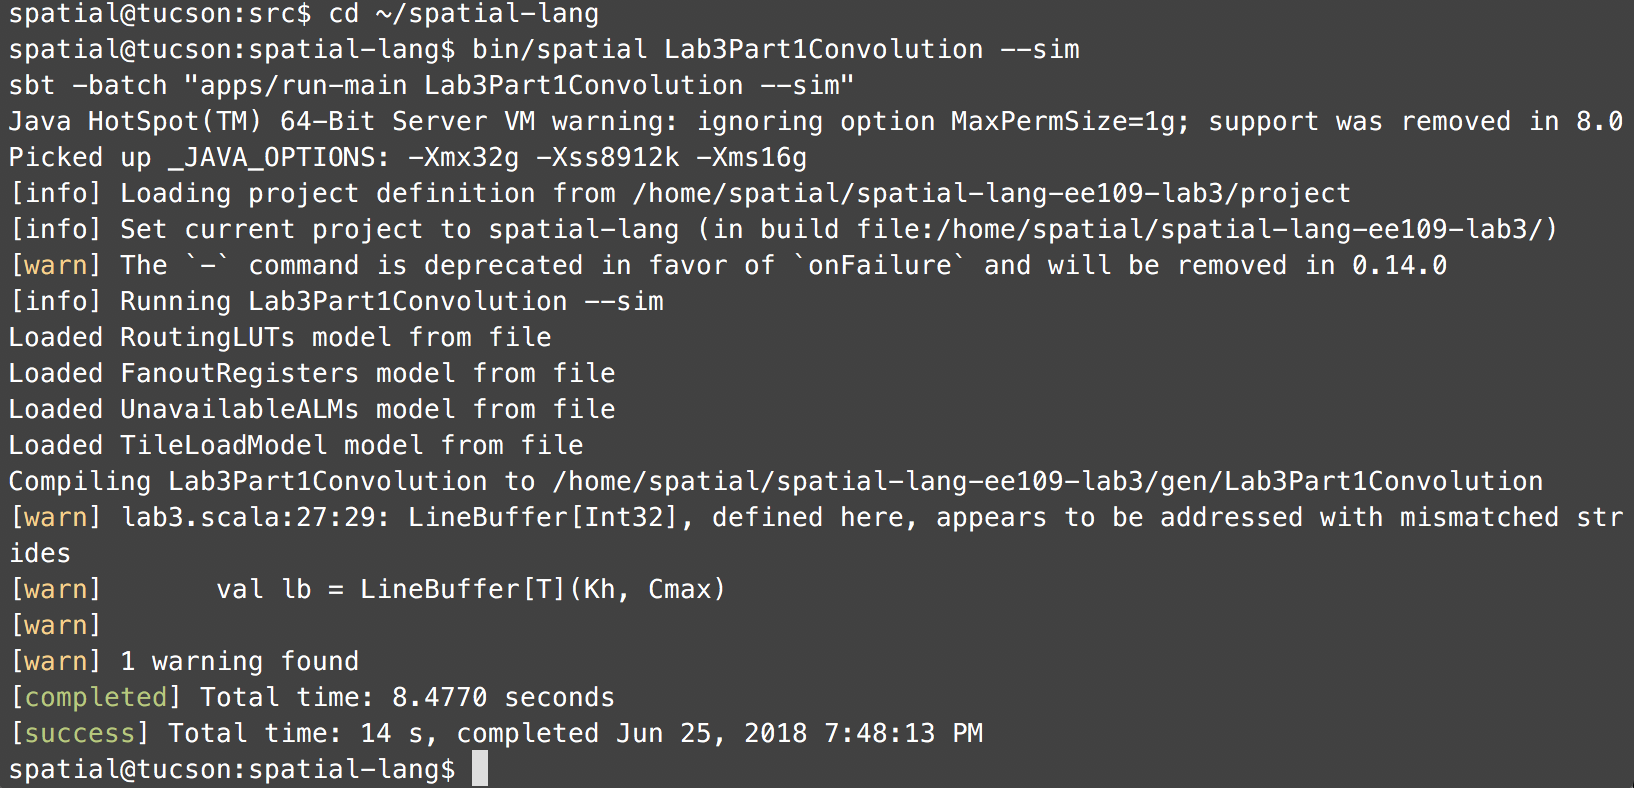 spatial@tucson:src$ cd ~/spatial-lang
spatial@tucson:spatial-lang$ bin/spatial Lab3Part1Convolution --sim
sbt -batch "apps/run-main Lab3Part1Convolution --sim"
Java HotSpot(TM) 64-Bit Server VM warning: ignoring option MaxPermSize=1g; support was removed in 8.0
Picked up _JAVA_OPTIONS: -Xmx32g -Xss8912k -Xms16g
[info] Loading project definition from /home/spatial/spatial-lang-ee109-lab3/project
[info] Set current project to spatial-lang (in build file:/home/spatial/spatial-lang-ee109-lab3/)
[warn] The `-` command is deprecated in favor of `onFailure` and will be removed in 0.14.0
[info] Running Lab3Part1Convolution --sim
Loaded RoutingLUTs model from file
Loaded FanoutRegisters model from file
Loaded UnavailableALMs model from file
Loaded TileLoadModel model from file
Compiling Lab3Part1Convolution to /home/spatial/spatial-lang-ee109-lab3/gen/Lab3Part1Convolution
[warn] lab3.scala:27:29: LineBuffer[Int32], defined here, appears to be addressed with mismatched str
ides
[warn]       val lb = LineBuffer[T](Kh, Cmax)
[warn]
[warn] 1 warning found
[completed] Total time: 8.4770 seconds
[success] Total time: 14 s, completed Jun 25, 2018 7:48:13 PM
spatial@tucson:spatial-lang$